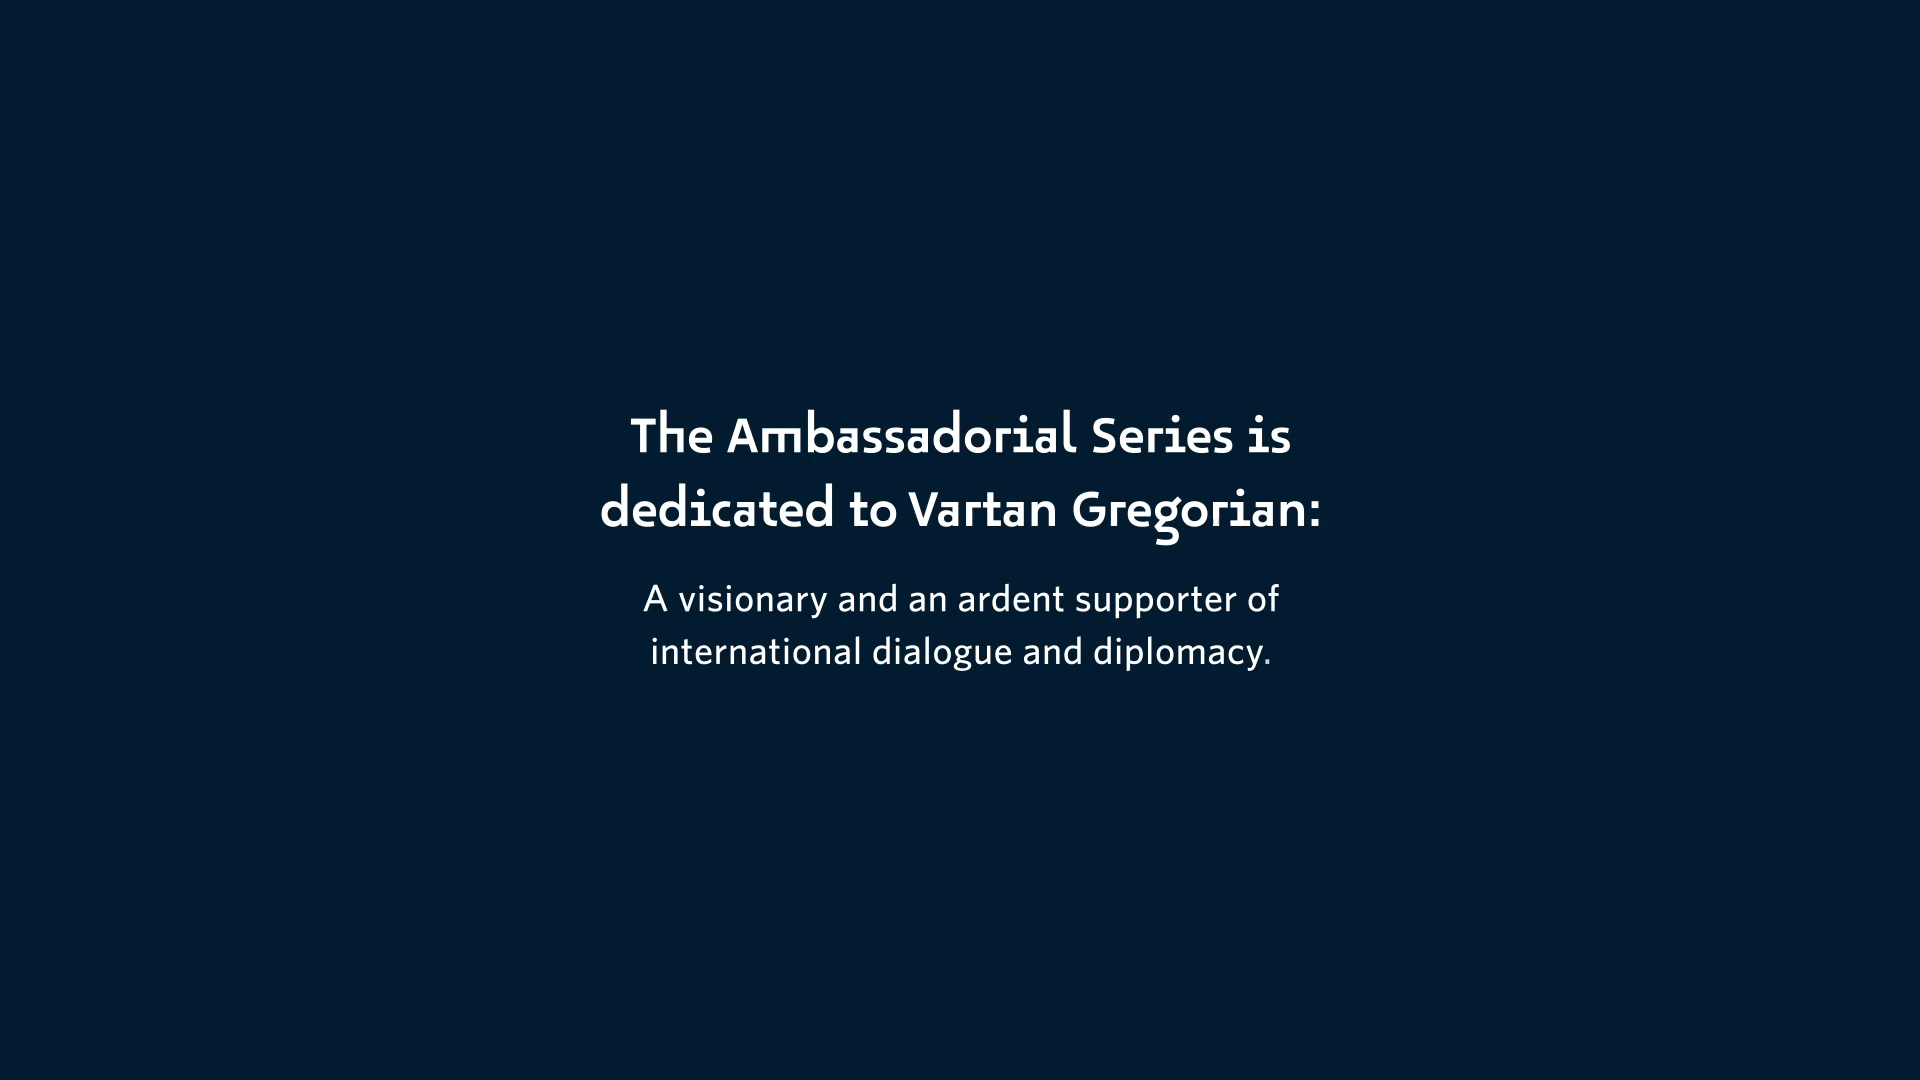 The Ambassadorial Series is
dedicated to Vartan Gregorian:
A visionary and an ardent supporter of
international dialogue and diplomacy.